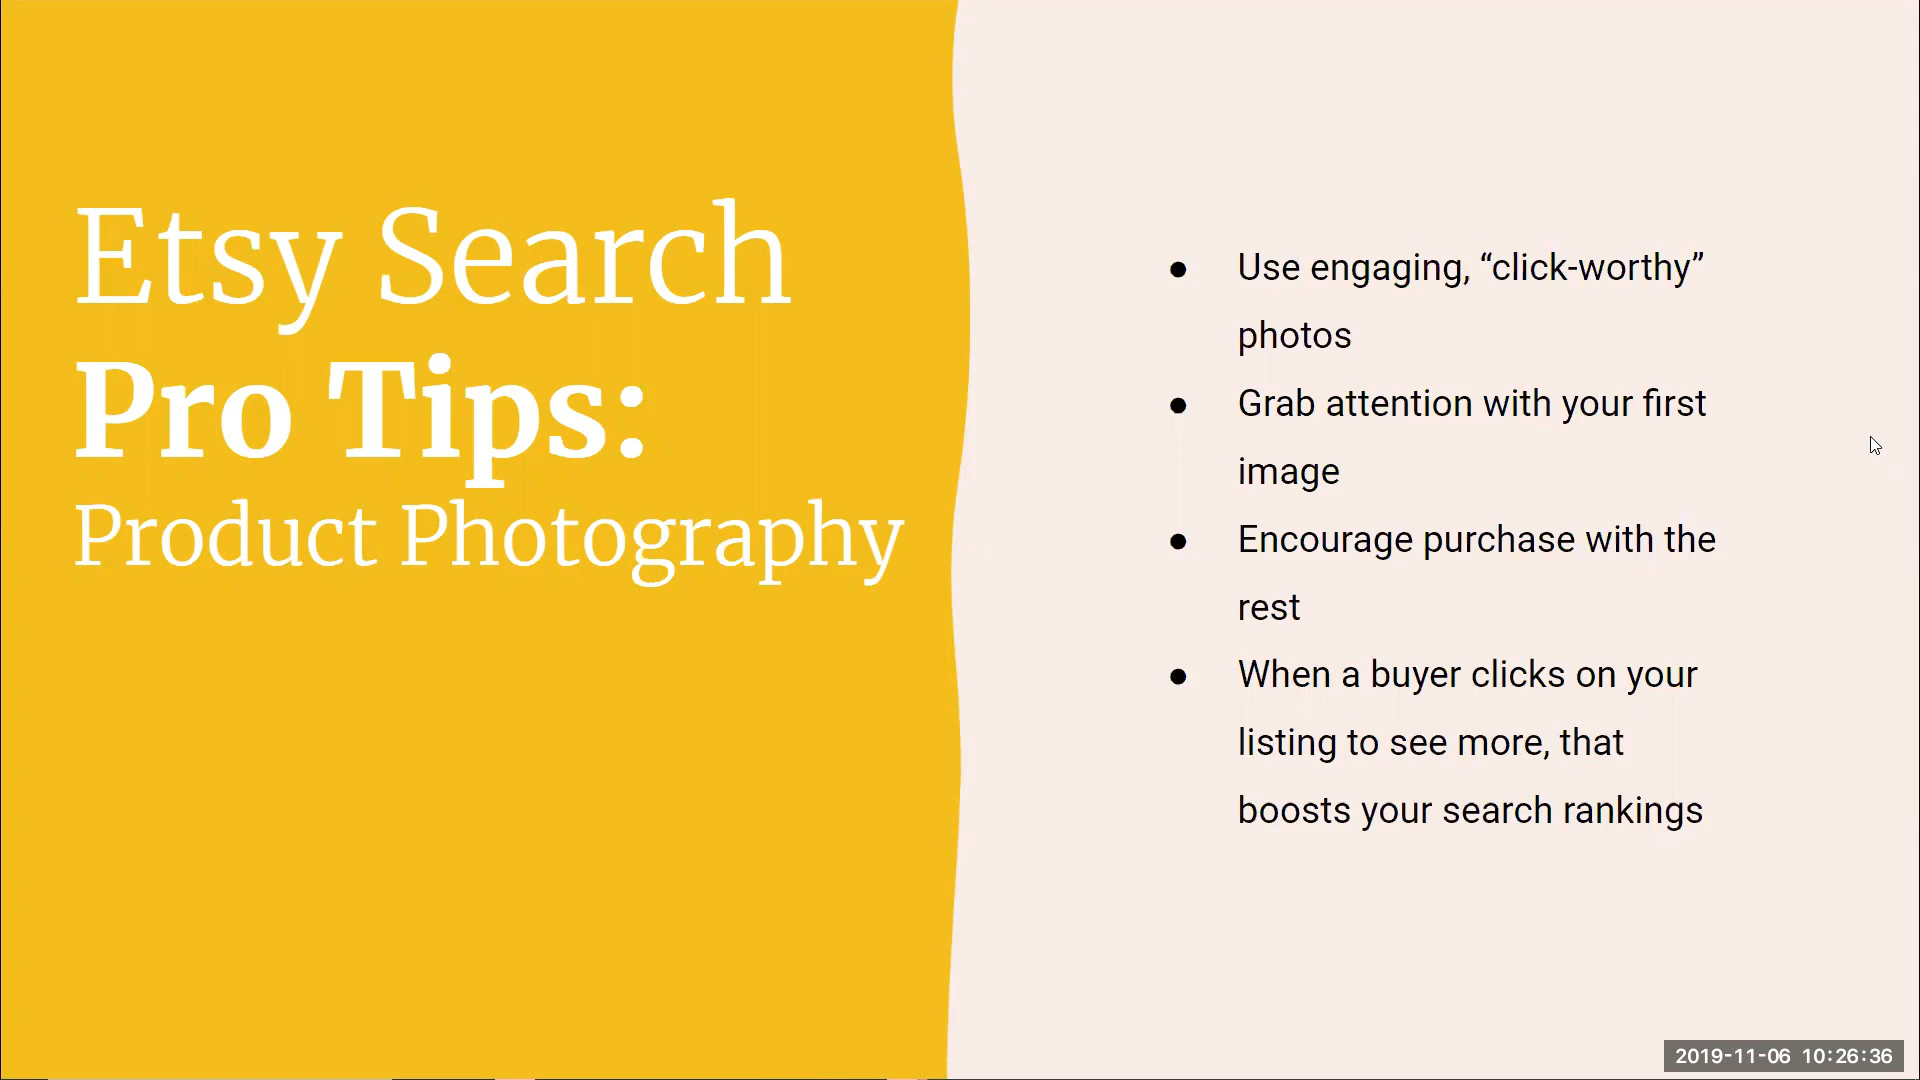 Etsy Search
Pro Tips:
Product Photography
● Use engaging, “click-worthy”
photos
● Grab attention with your first
image
● Encourage purchase with the
rest
● When a buyer clicks on your
listing to see more, that
boosts your search rankings
2019-11-06 10:26:36